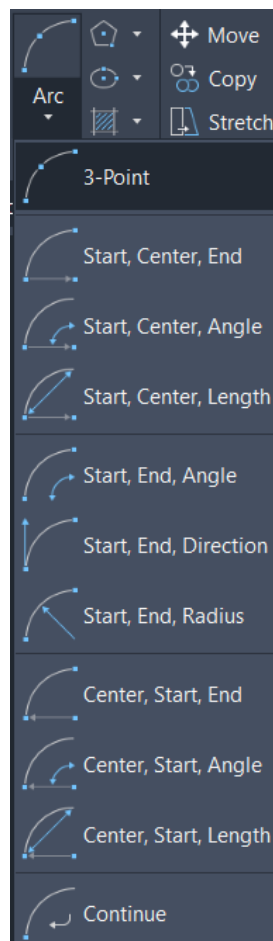 Arc
Move
Copy
Stretch
3-Point
Start, Center, End
Start, Center, Angle
Start, Center, Length
Start, End, Angle
Start, End, Direction
Start, End, Radius
Center, Start, End
Center, Start, Angle
Center, Start, Length
Continue